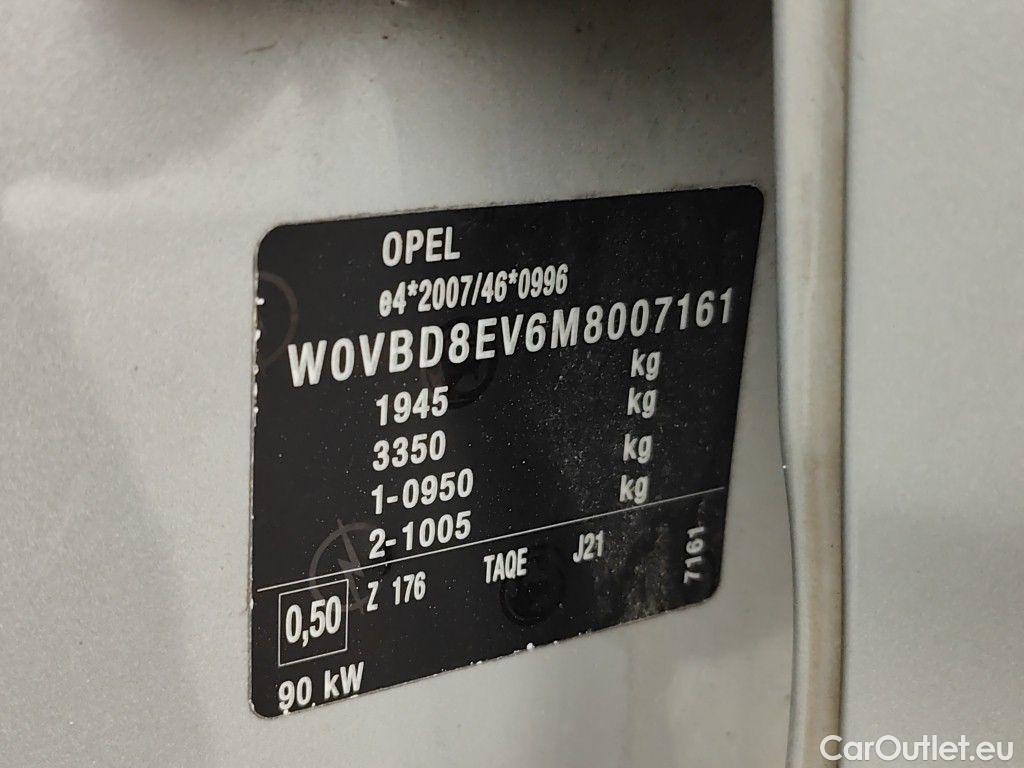 OPEL
e4*2007/46*0996
W0VBD8EV6M8007161
1945 kg
3350 kg
1-0950 kg
2-1005 kg
0,50 Z 176 TAQE J21 7161
90 kW
CarOutlet.eu